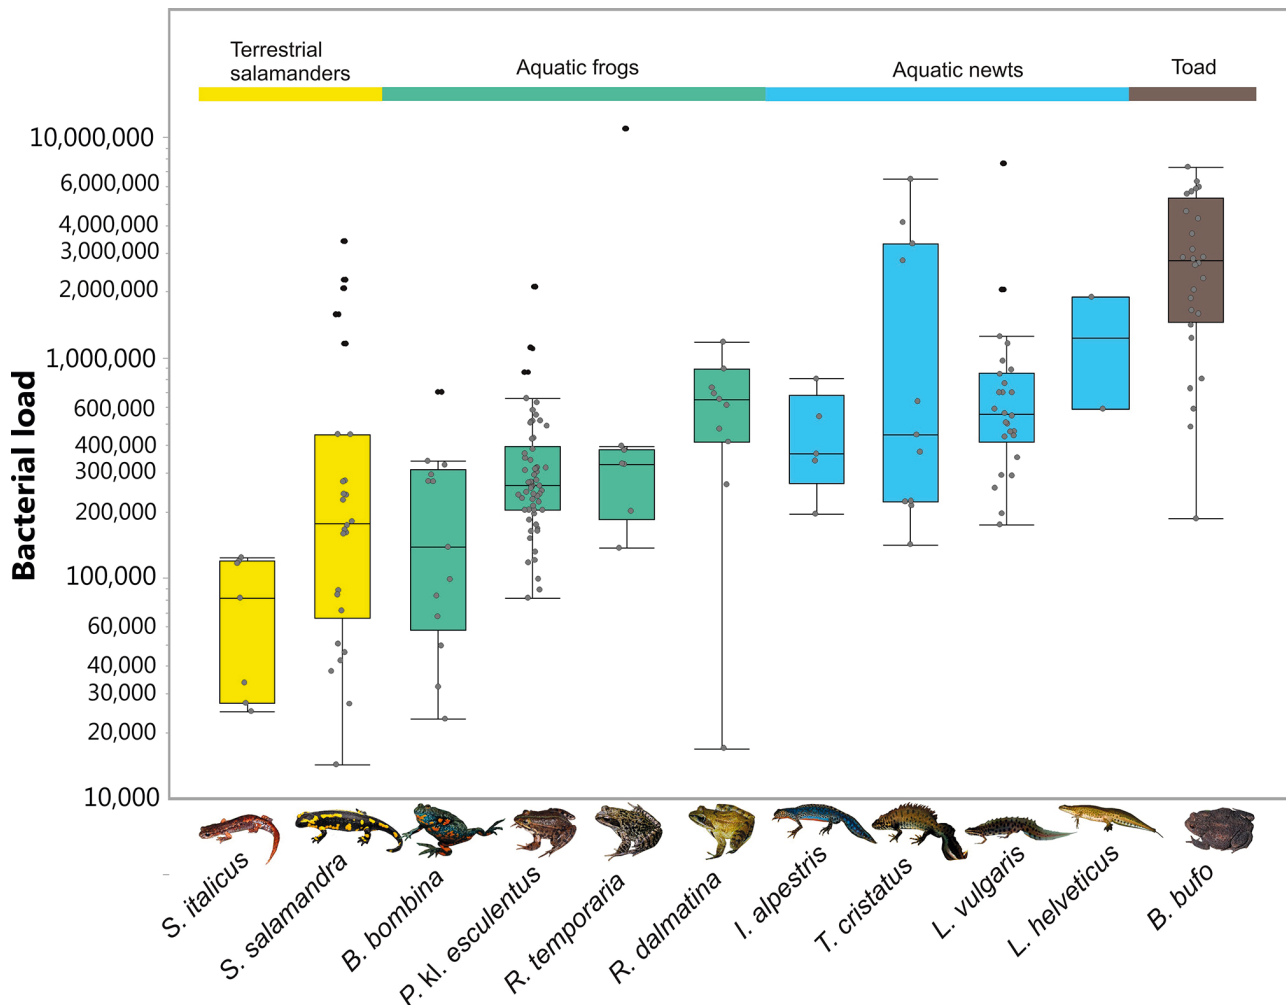 Terrestrial
salamanders
Aquatic frogs
Aquatic newts
Toad
Bacterial load
10,000,000
6,000,000
4,000,000
3,000,000
2,000,000
1,000,000
600,000
400,000
300,000
200,000
100,000
60,000
40,000
30,000
20,000
10,000
S. italicus
S. salamandra
B. bombina
P. kl. esculentus
R. temporaria
R. dalmatina
I. alpestris
T. cristatus
L. vulgaris
L. helveticus
B. bufo